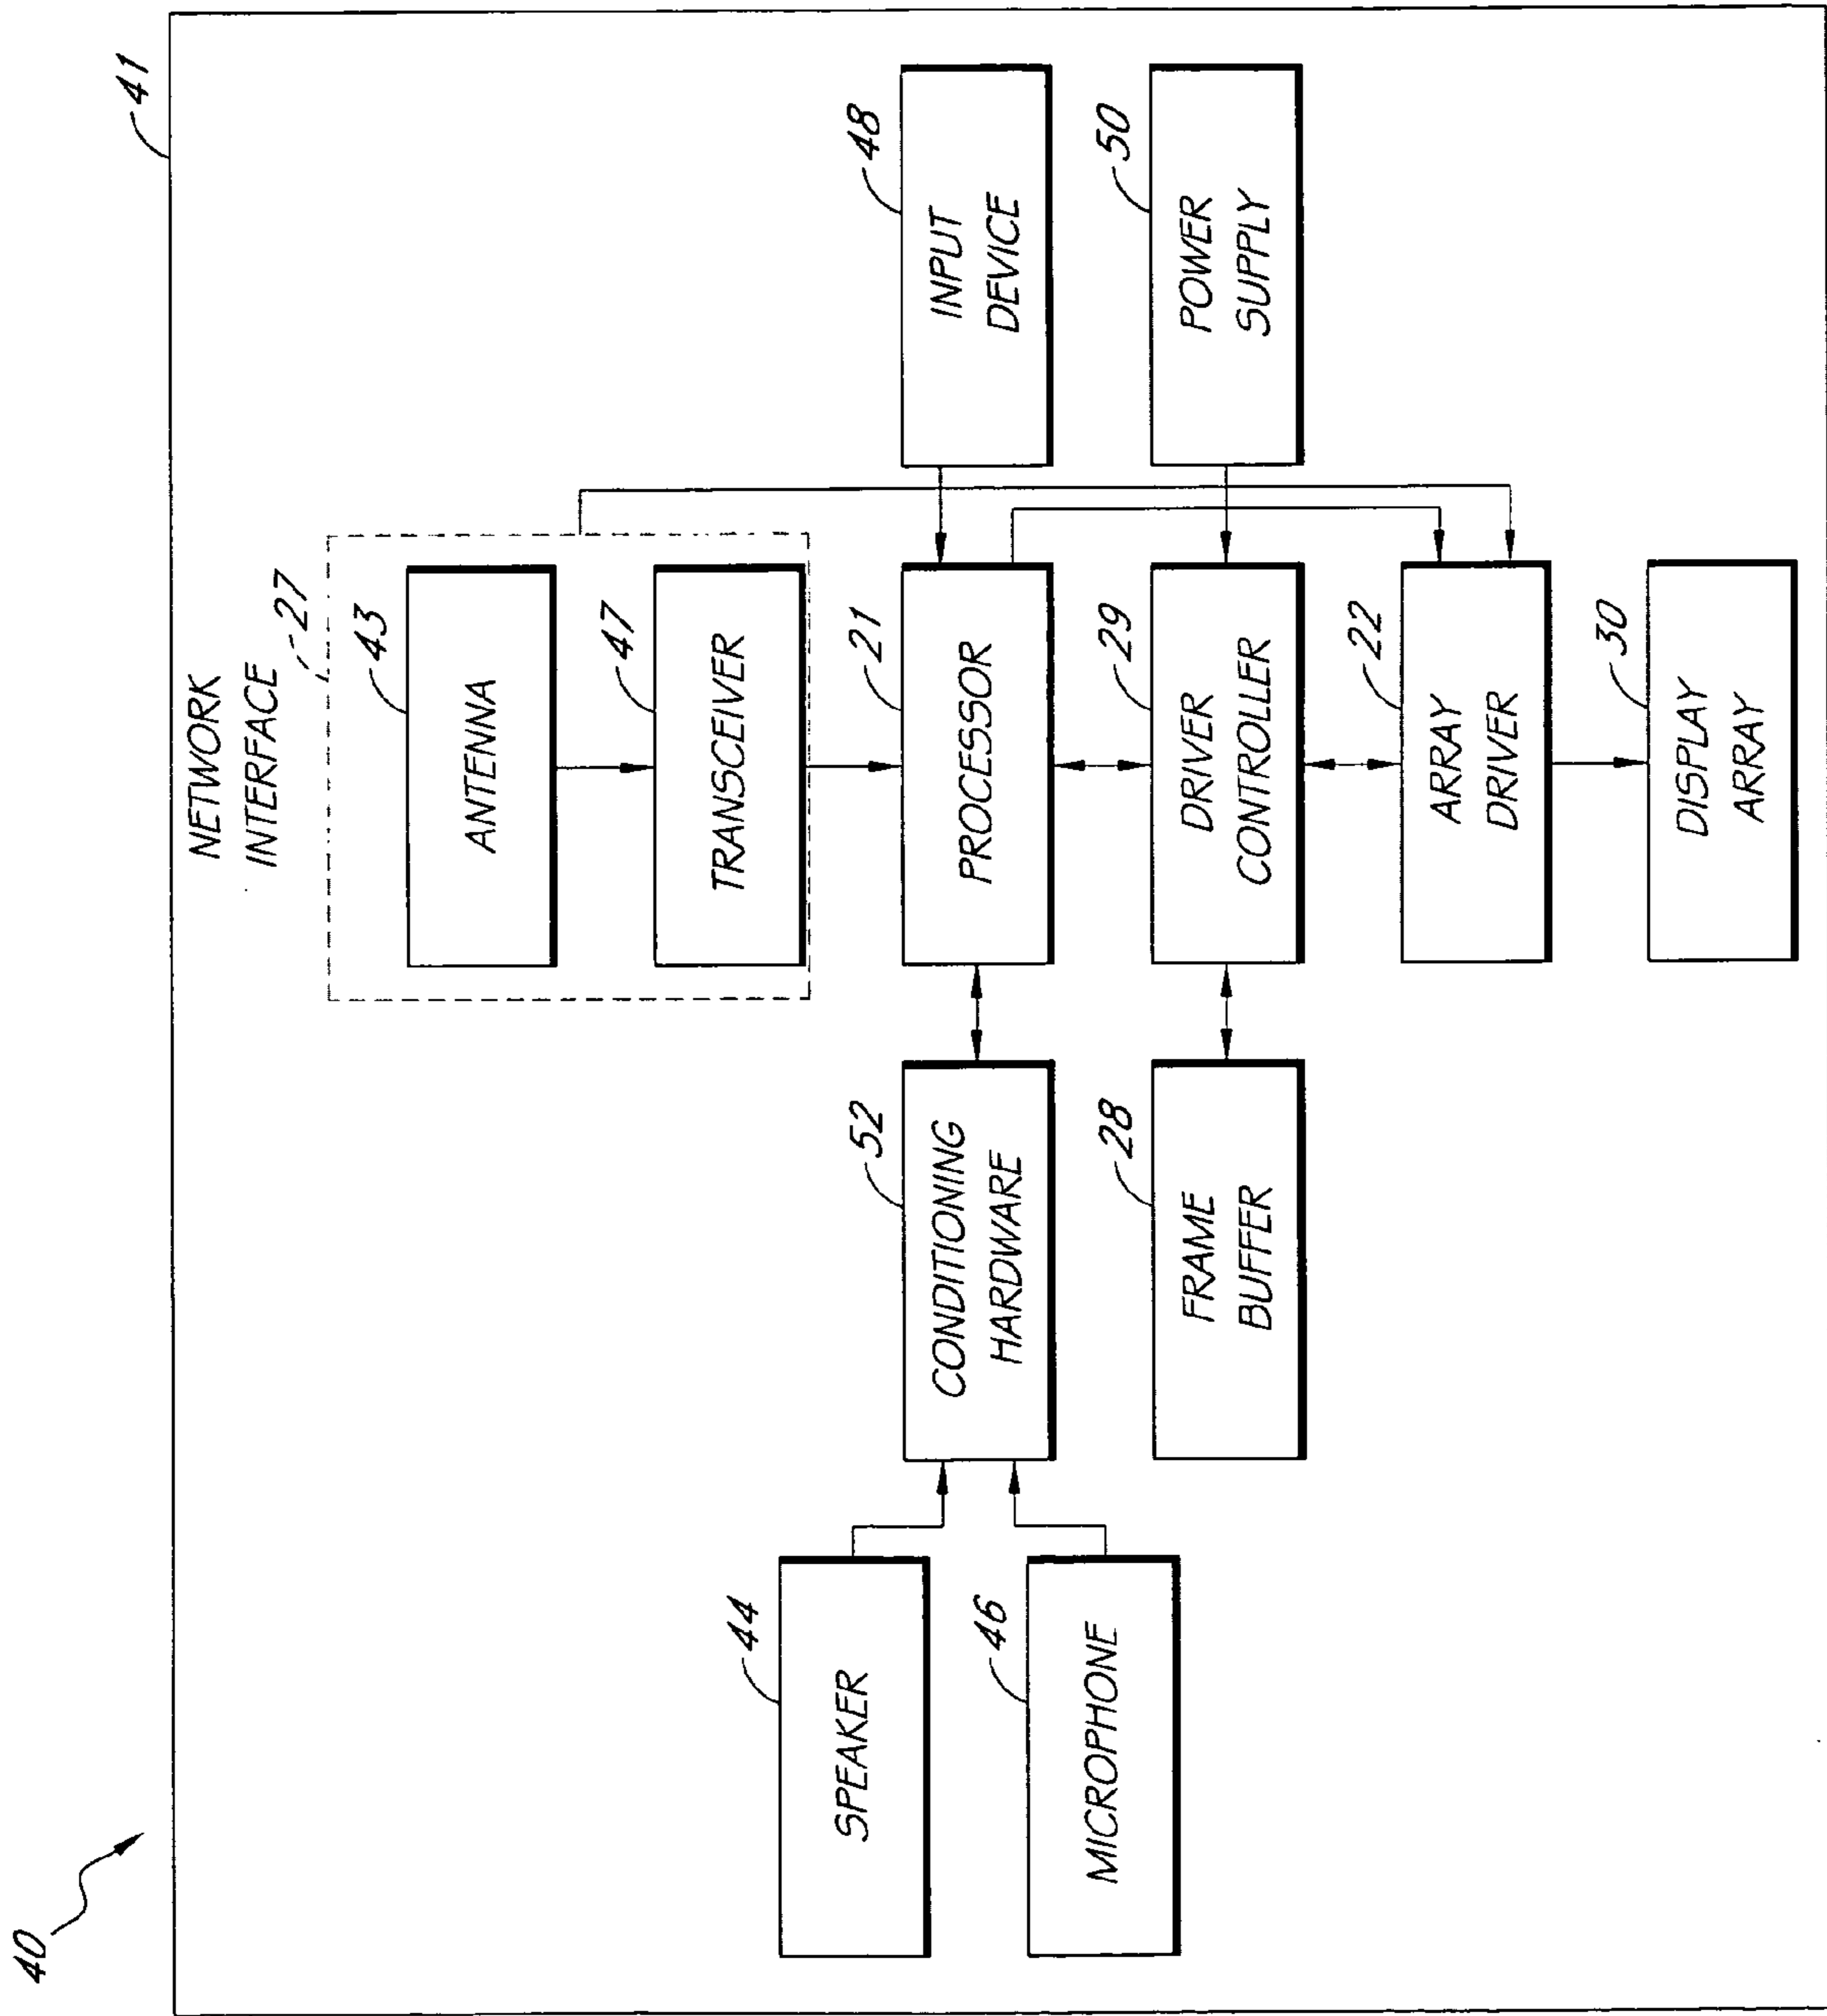 40
41
NETWORK
INTERFACE
27
43
ANTENNA
47
TRANSCEIVER
44
SPEAKER
46
MICROPHONE
52
CONDITIONING
HARDWARE
21
PROCESSOR
48
INPUT
DEVICE
28
FRAME
BUFFER
29
DRIVER
CONTROLLER
50
POWER
SUPPLY
22
ARRAY
DRIVER
30
DISPLAY
ARRAY